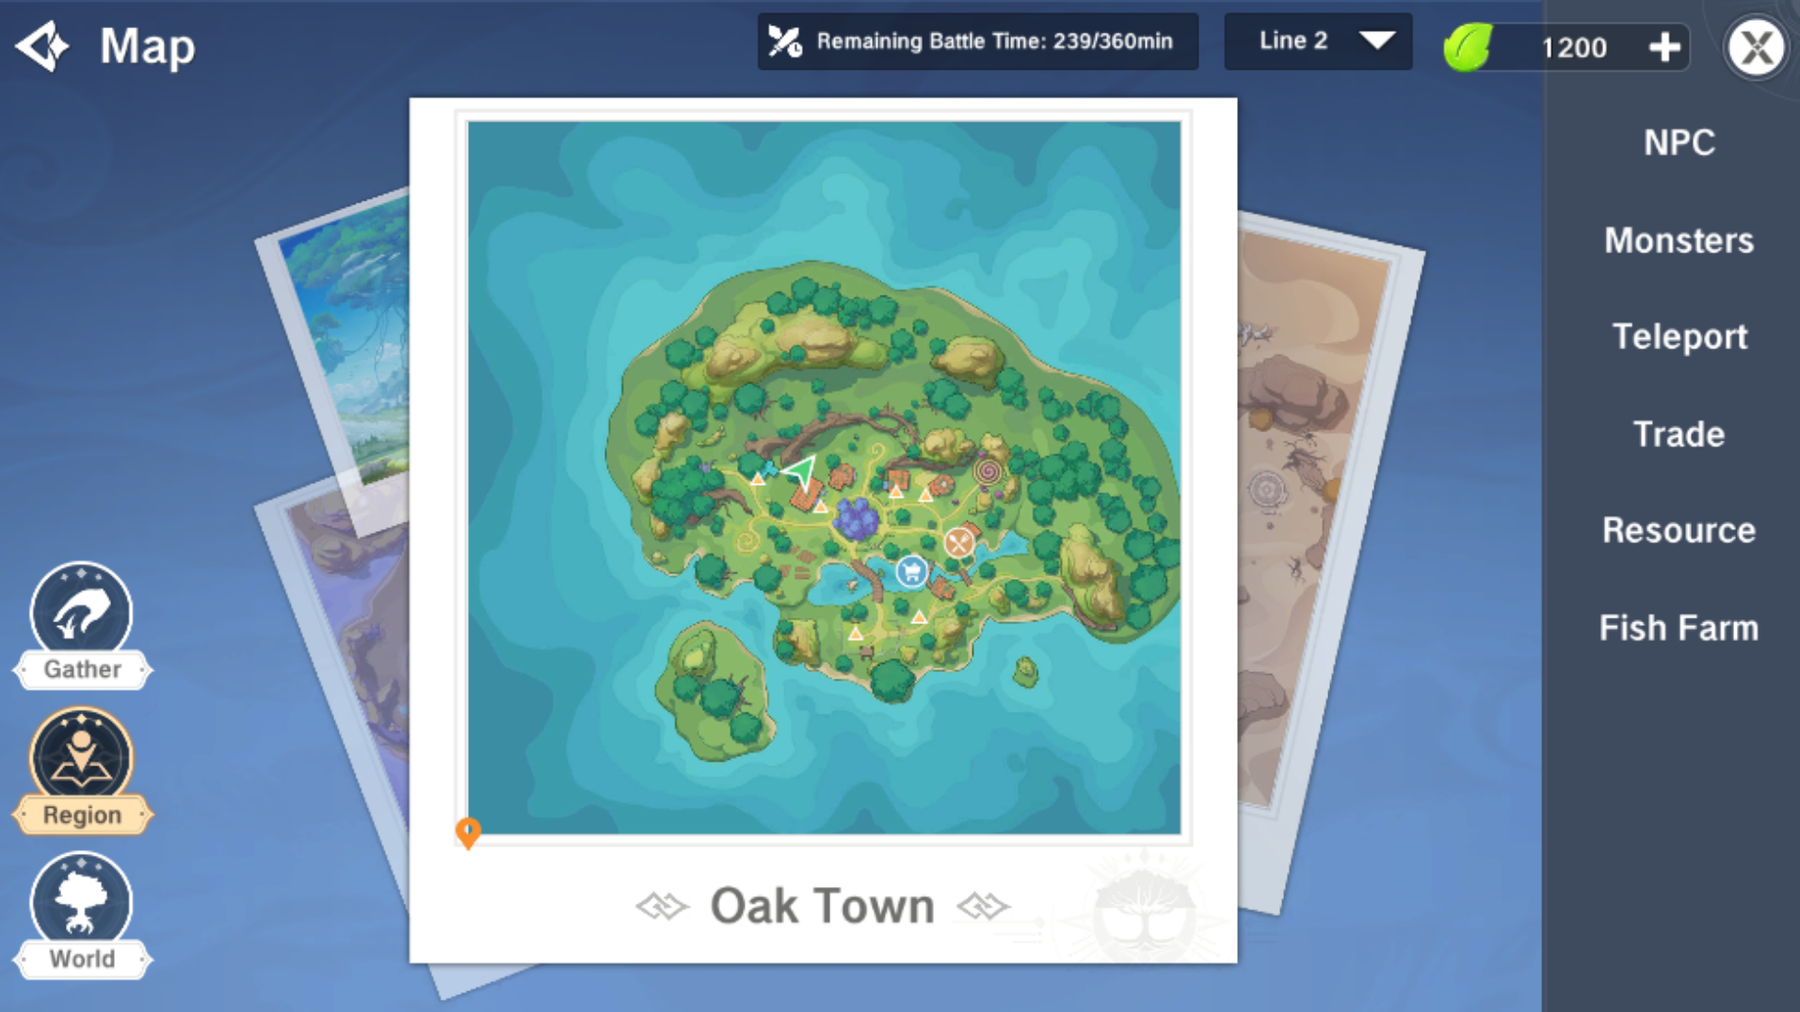 Map
Remaining Battle Time: 239/360min
Line 2
1200
NPC
Monsters
Teleport
Trade
Resource
Fish Farm
Gather
Region
World
Oak Town